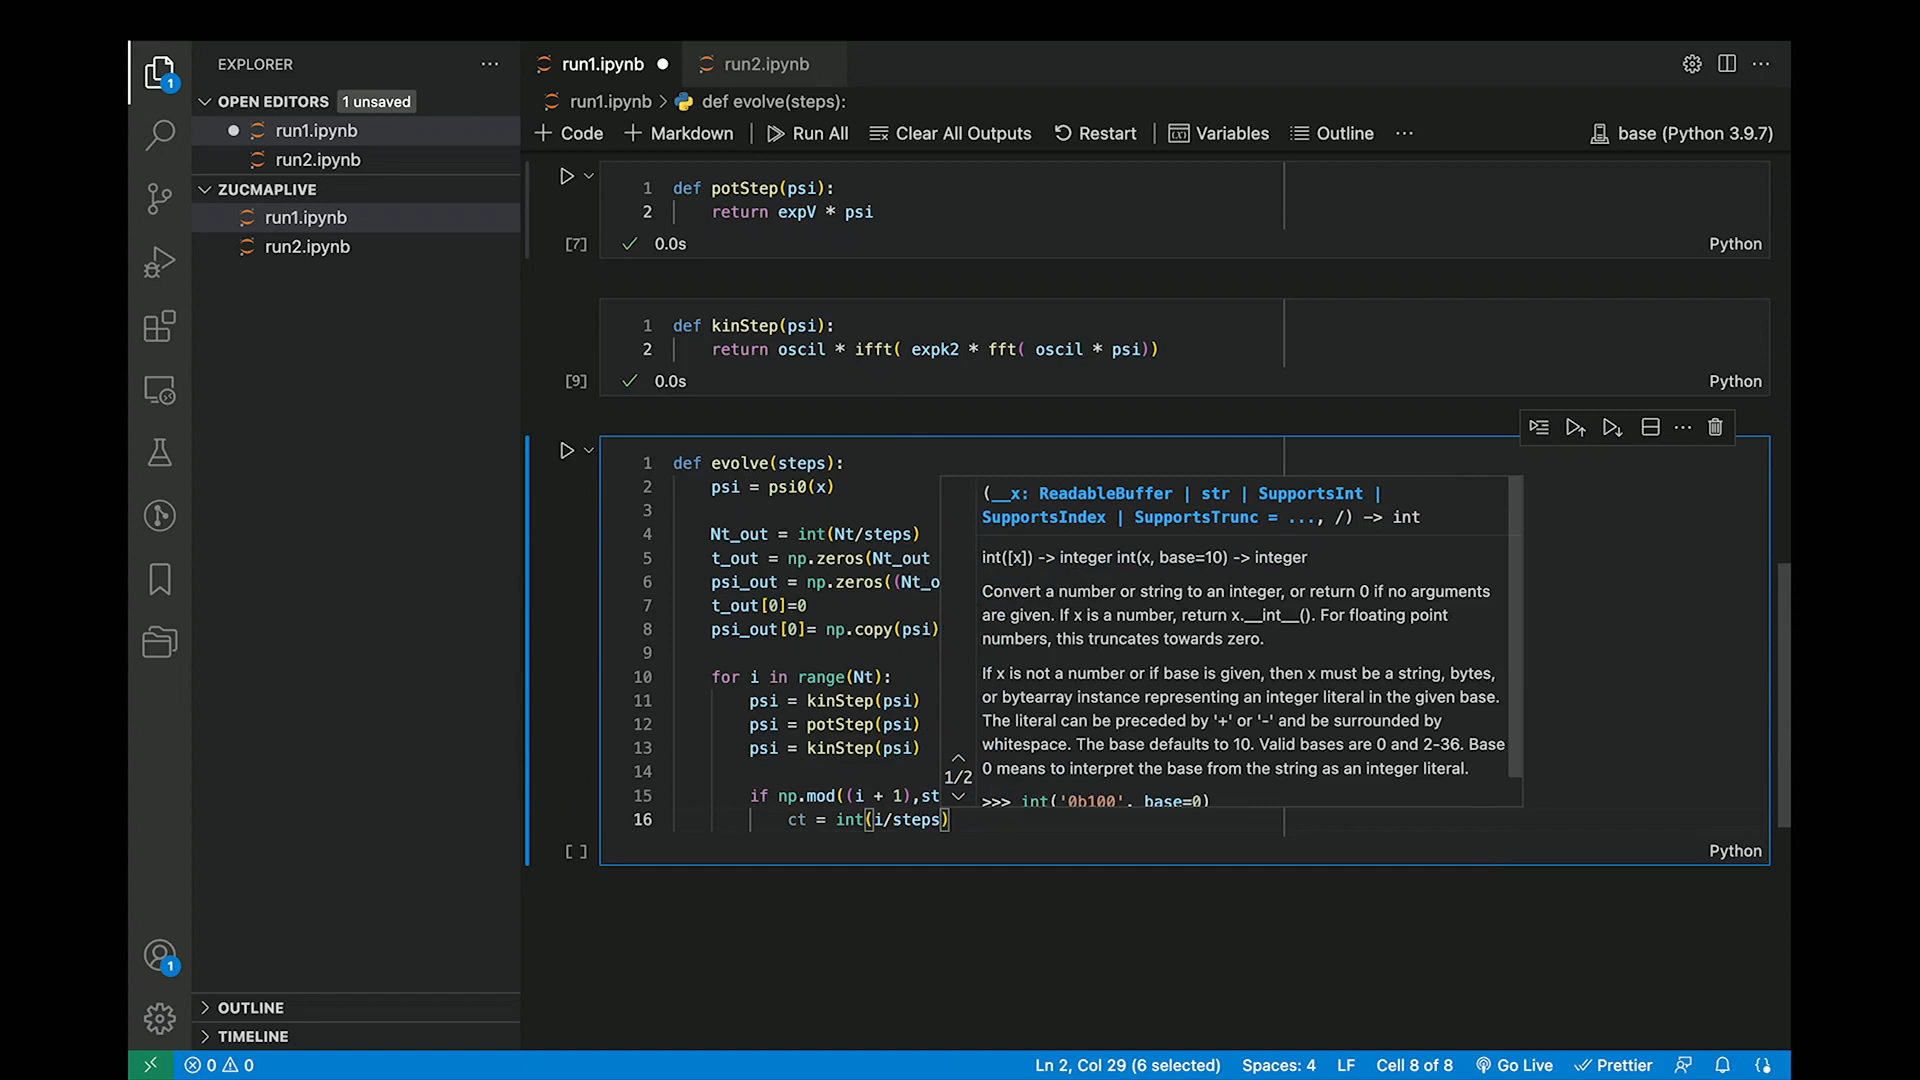 EXPLORER
OPEN EDITORS 1 unsaved
run1.ipynb
run2.ipynb
ZUCMAPLIVE
run1.ipynb
run2.ipynb
OUTLINE
TIMELINE
1
1
run1.ipynb
run2.ipynb
run1.ipynb > def evolve(steps):
+ Code + Markdown Run All Clear All Outputs Restart Variables Outline ··· base (Python 3.9.7)
1 def potStep(psi):
2 return expV * psi
[7] 0.0s Python
1 def kinStep(psi):
2 return oscil * ifft( expk2 * fft( oscil * psi))
[9] 0.0s Python
1 def evolve(steps):
2 psi = psi0(x)
3
4 Nt_out = int(Nt/steps)
5 t_out = np.zeros(Nt_out
6 psi_out = np.zeros((Nt_o
7 t_out[0]=0
8 psi_out[0]= np.copy(psi)
9
10 for i in range(Nt):
11 psi = kinStep(psi)
12 psi = potStep(psi)
13 psi = kinStep(psi)
14
15 if np.mod((i + 1),st
16 ct = int(i/steps)
[ ] Python
(__x: ReadableBuffer | str | SupportsInt |
SupportsIndex | SupportsTrunc = ..., /) -> int
int([x]) -> integer int(x, base=10) -> integer
Convert a number or string to an integer, or return 0 if no arguments
are given. If x is a number, return x.__int__(). For floating point
numbers, this truncates towards zero.
If x is not a number or if base is given, then x must be a string, bytes,
or bytearray instance representing an integer literal in the given base.
The literal can be preceded by '+' or '-' and be surrounded by
whitespace. The base defaults to 10. Valid bases are 0 and 2-36. Base
0 means to interpret the base from the string as an integer literal.
>>> int('0b100', base=0)
1/2
0 0 Ln 2, Col 29 (6 selected) Spaces: 4 LF Cell 8 of 8 Go Live Prettier